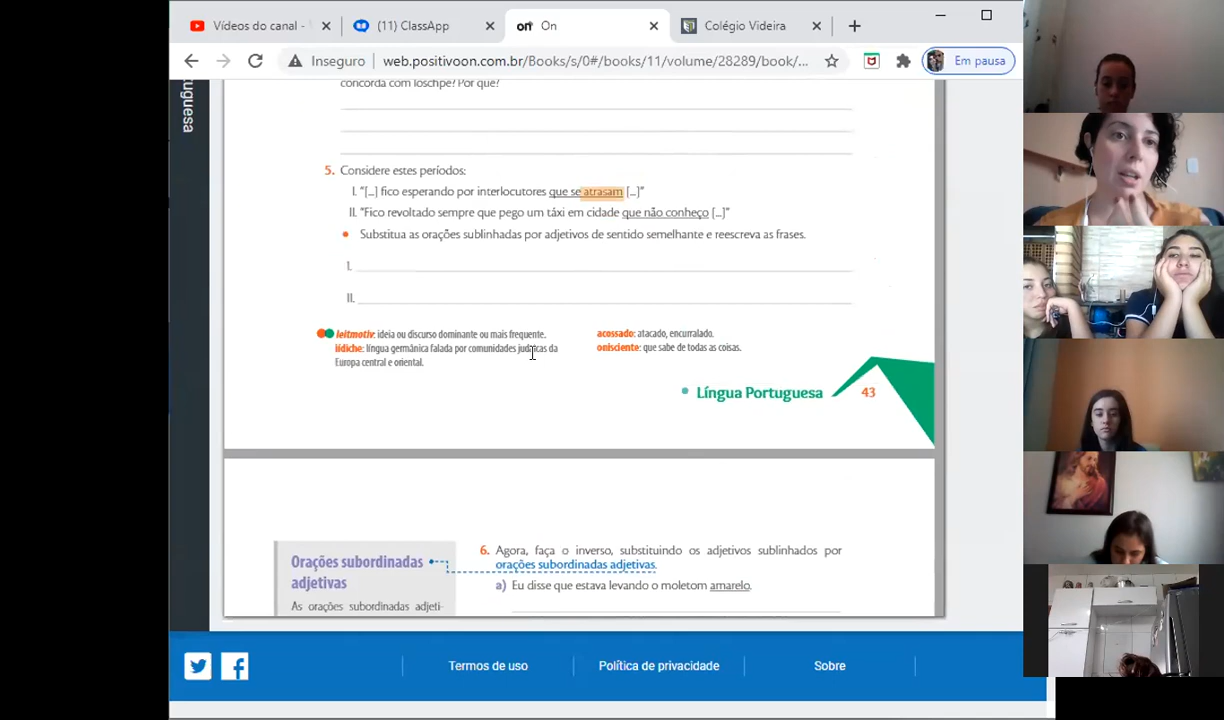 Vídeos do canal -
(11) ClassApp
On
Colégio Videira
Inseguro
web.positivoon.com.br/Books/s/0#/books/11/volume/28289/book/...
Em pausa
tuguesa
concorda com Ioschpe? Por quê?
5. Considere estes períodos:
I. "[...] fico esperando por interlocutores que se atrasam [...]"
II. "Fico revoltado sempre que pego um táxi em cidade que não conheço [...]"
• Substitua as orações sublinhadas por adjetivos de sentido semelhante e reescreva as frases.
I.
II.
leitmotiv: ideia ou discurso dominante ou mais frequente.
iídiche: língua germânica falada por comunidades judaicas da
Europa central e oriental.
acossado: atacado, encurralado.
onisciente: que sabe de todas as coisas.
• Língua Portuguesa 43
Orações subordinadas
adjetivas
As orações subordinadas adjeti-
6. Agora, faça o inverso, substituindo os adjetivos sublinhados por
orações subordinadas adjetivas.
a) Eu disse que estava levando o moletom amarelo.
Termos de uso
Política de privacidade
Sobre